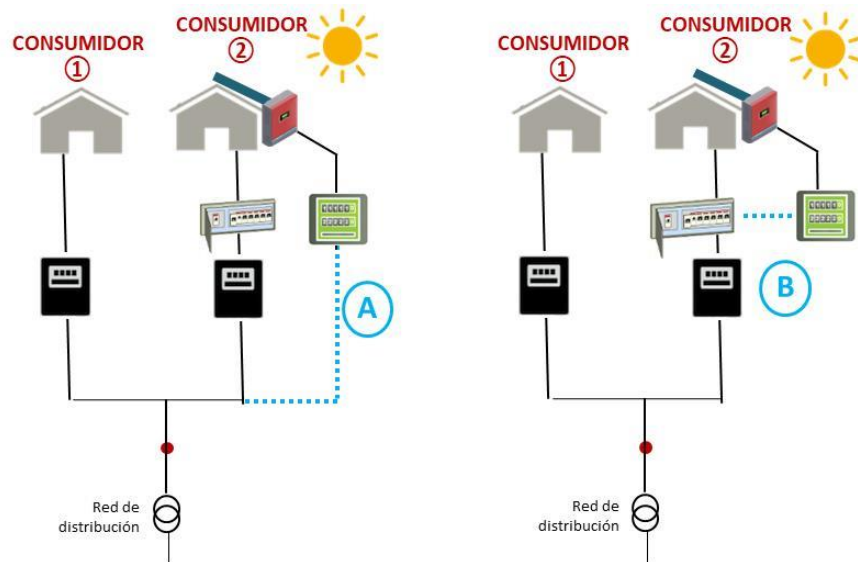 CONSUMIDOR
①
CONSUMIDOR
②
A
Red de
distribución
CONSUMIDOR
①
CONSUMIDOR
②
B
Red de
distribución